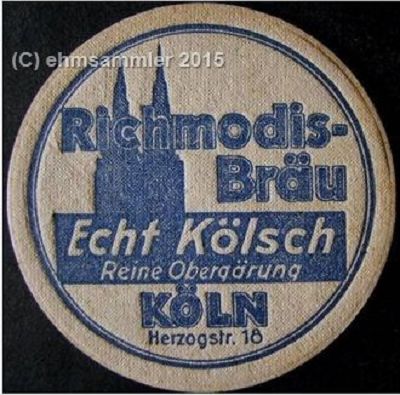 (C) ehmsammler 2015
Richmodis-
Bräu
Echt Kölsch
Reine Obergärung
KÖLN
Herzogstr. 18